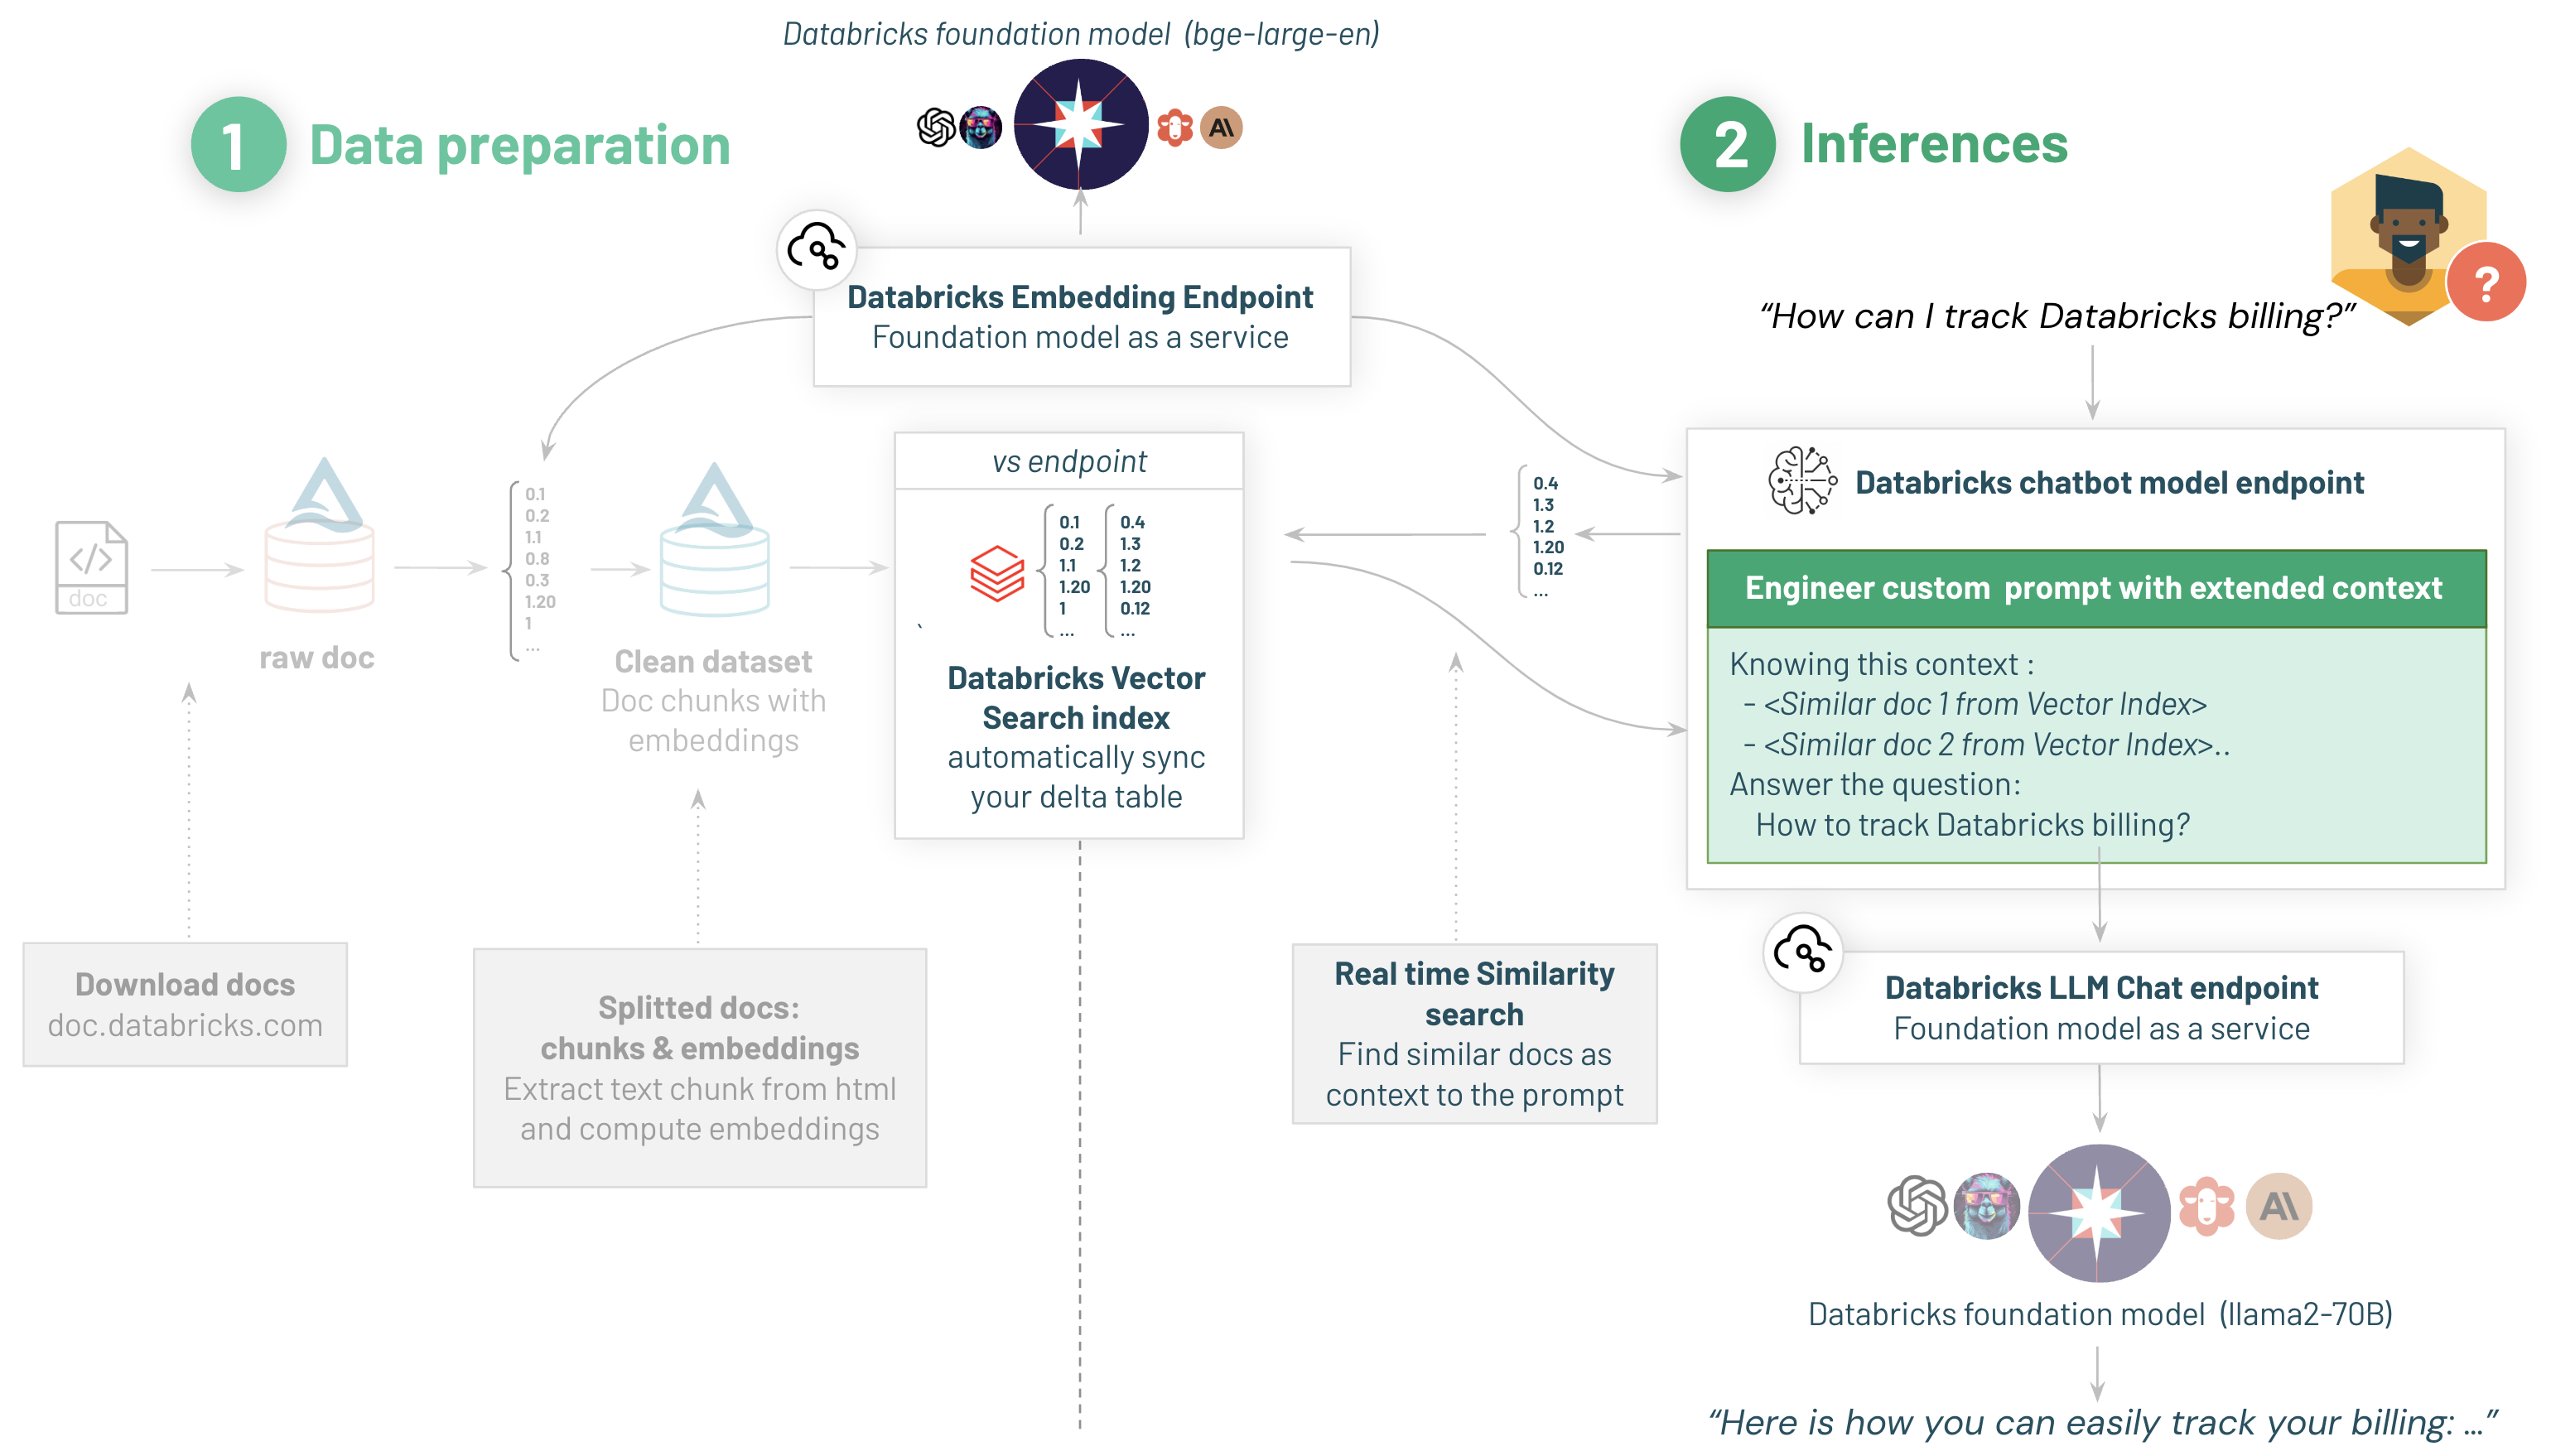 Databricks foundation model (bge-large-en)
1 Data preparation
2 Inferences
AI
Databricks Embedding Endpoint
Foundation model as a service
?
“How can I track Databricks billing?”
doc
raw doc
0.1
0.2
1.1
0.8
0.3
1.20
1
...
Clean dataset
Doc chunks with
embeddings
vs endpoint
0.1
0.2
1.1
1.20
1
...
0.4
1.3
1.2
1.20
0.12
...
`
Databricks Vector
Search index
automatically sync
your delta table
0.4
1.3
1.2
1.20
0.12
...
Databricks chatbot model endpoint
Engineer custom prompt with extended context
Knowing this context :
- <Similar doc 1 from Vector Index>
- <Similar doc 2 from Vector Index>..
Answer the question:
How to track Databricks billing?
Download docs
doc.databricks.com
Splitted docs:
chunks & embeddings
Extract text chunk from html
and compute embeddings
Real time Similarity
search
Find similar docs as
context to the prompt
Databricks LLM Chat endpoint
Foundation model as a service
AI
Databricks foundation model (llama2-70B)
“Here is how you can easily track your billing: ...”